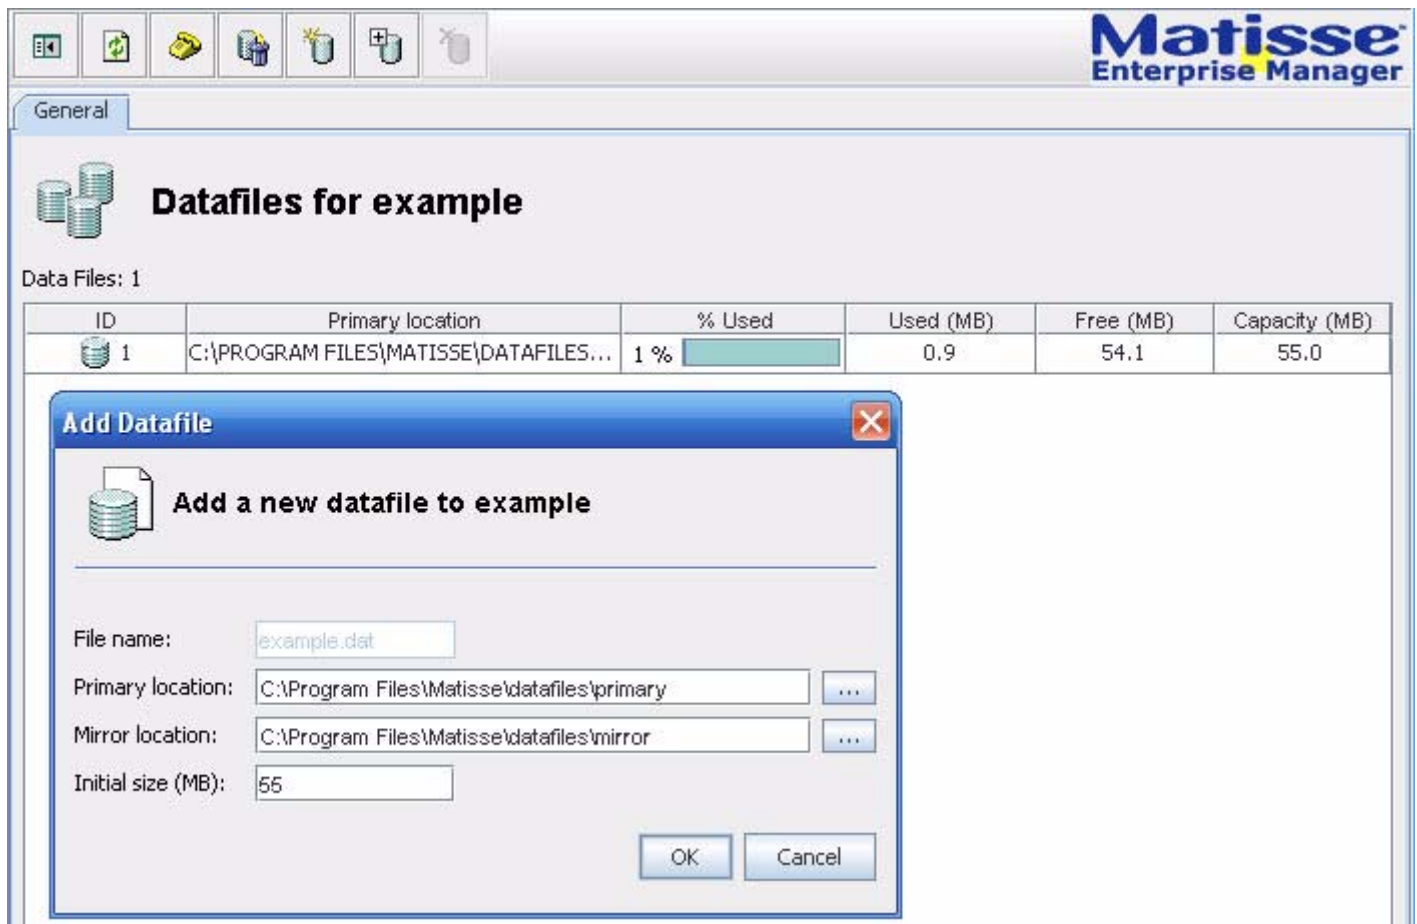 Matisse
Enterprise Manager
General
Datafiles for example
Data Files: 1
ID Primary location % Used Used (MB) Free (MB) Capacity (MB)
1 C:\PROGRAM FILES\MATISSE\DATAFILES... 1 % 0.9 54.1 55.0
Add Datafile
Add a new datafile to example
File name: example.dat
Primary location: C:\Program Files\Matisse\datafiles\primary ...
Mirror location: C:\Program Files\Matisse\datafiles\mirror ...
Initial size (MB): 55
OK Cancel